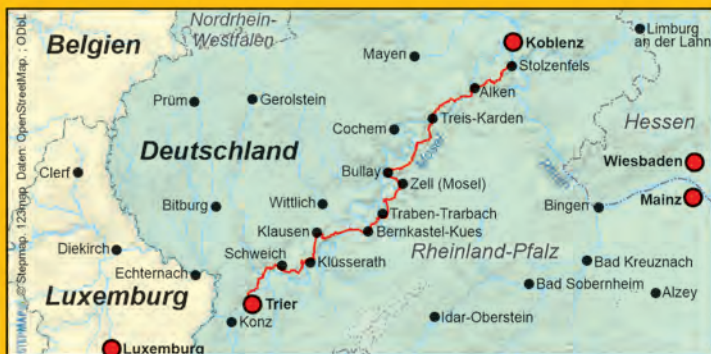 Nordrhein-
Westfalen
Belgien
Koblenz
Limburg
an der Lahn
Mayen
Stolzenfels
Alken
Prüm
Gerolstein
Treis-Karden
Hessen
Cochem
Mosel
Deutschland
Wiesbaden
Clerf
Bullay
Rhein
Zell (Mosel)
Mainz
Wittlich
Bitburg
Bingen
Traben-Trarbach
Klausen
Bernkastel-Kues
Diekirch
Schweich
Rheinland-Pfalz
Klüsserath
Bad Kreuznach
Echternach
Bad Sobernheim
Luxemburg
Alzey
Trier
Konz
Idar-Oberstein
Luxemburg
© Stepmap, 123map Daten: OpenStreetMap, ; ODbL